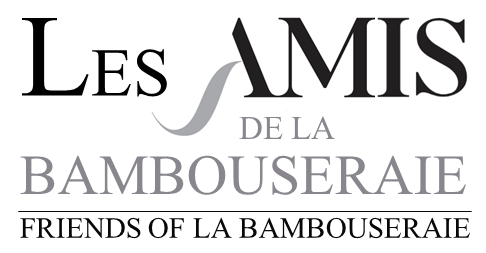 LES AMIS
DE LA
BAMBOUSERAIE
FRIENDS OF LA BAMBOUSERAIE